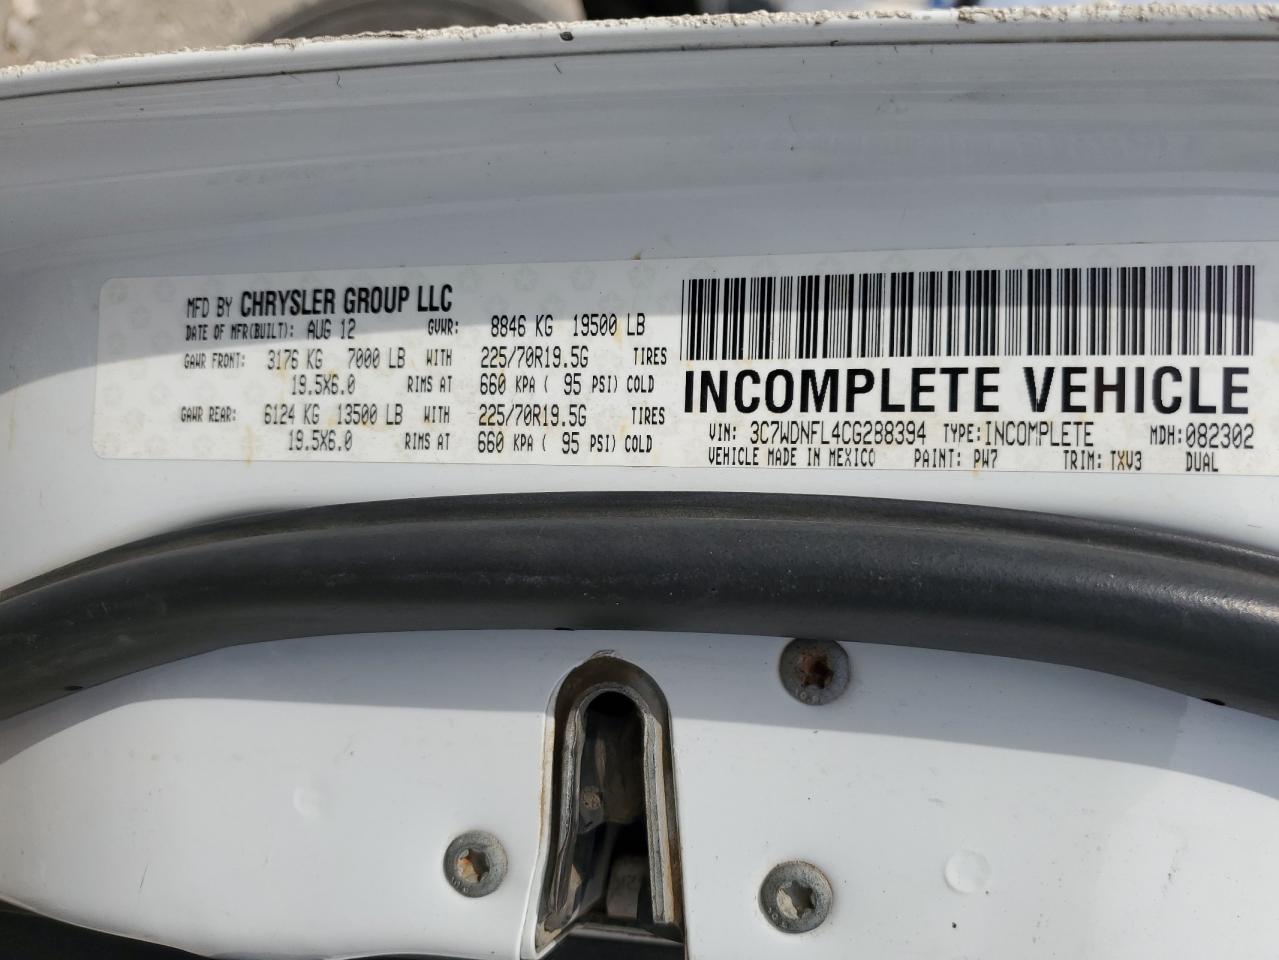 MFD BY CHRYSLER GROUP LLC
DATE OF MFR(BUILT): AUG 12 GVWR: 8846 KG 19500 LB
GAWR FRONT: 3176 KG 7000 LB WITH 225/70R19.5G TIRES
19.5X6.0 RIMS AT 660 KPA ( 95 PSI) COLD
GAWR REAR: 6124 KG 13500 LB WITH 225/70R19.5G TIRES
19.5X6.0 RIMS AT 660 KPA ( 95 PSI) COLD
INCOMPLETE VEHICLE
VIN: 3C7WDNFL4CG288394 TYPE:INCOMPLETE MDH:082302
VEHICLE MADE IN MEXICO PAINT: PW7 TRIM: TXV3 DUAL